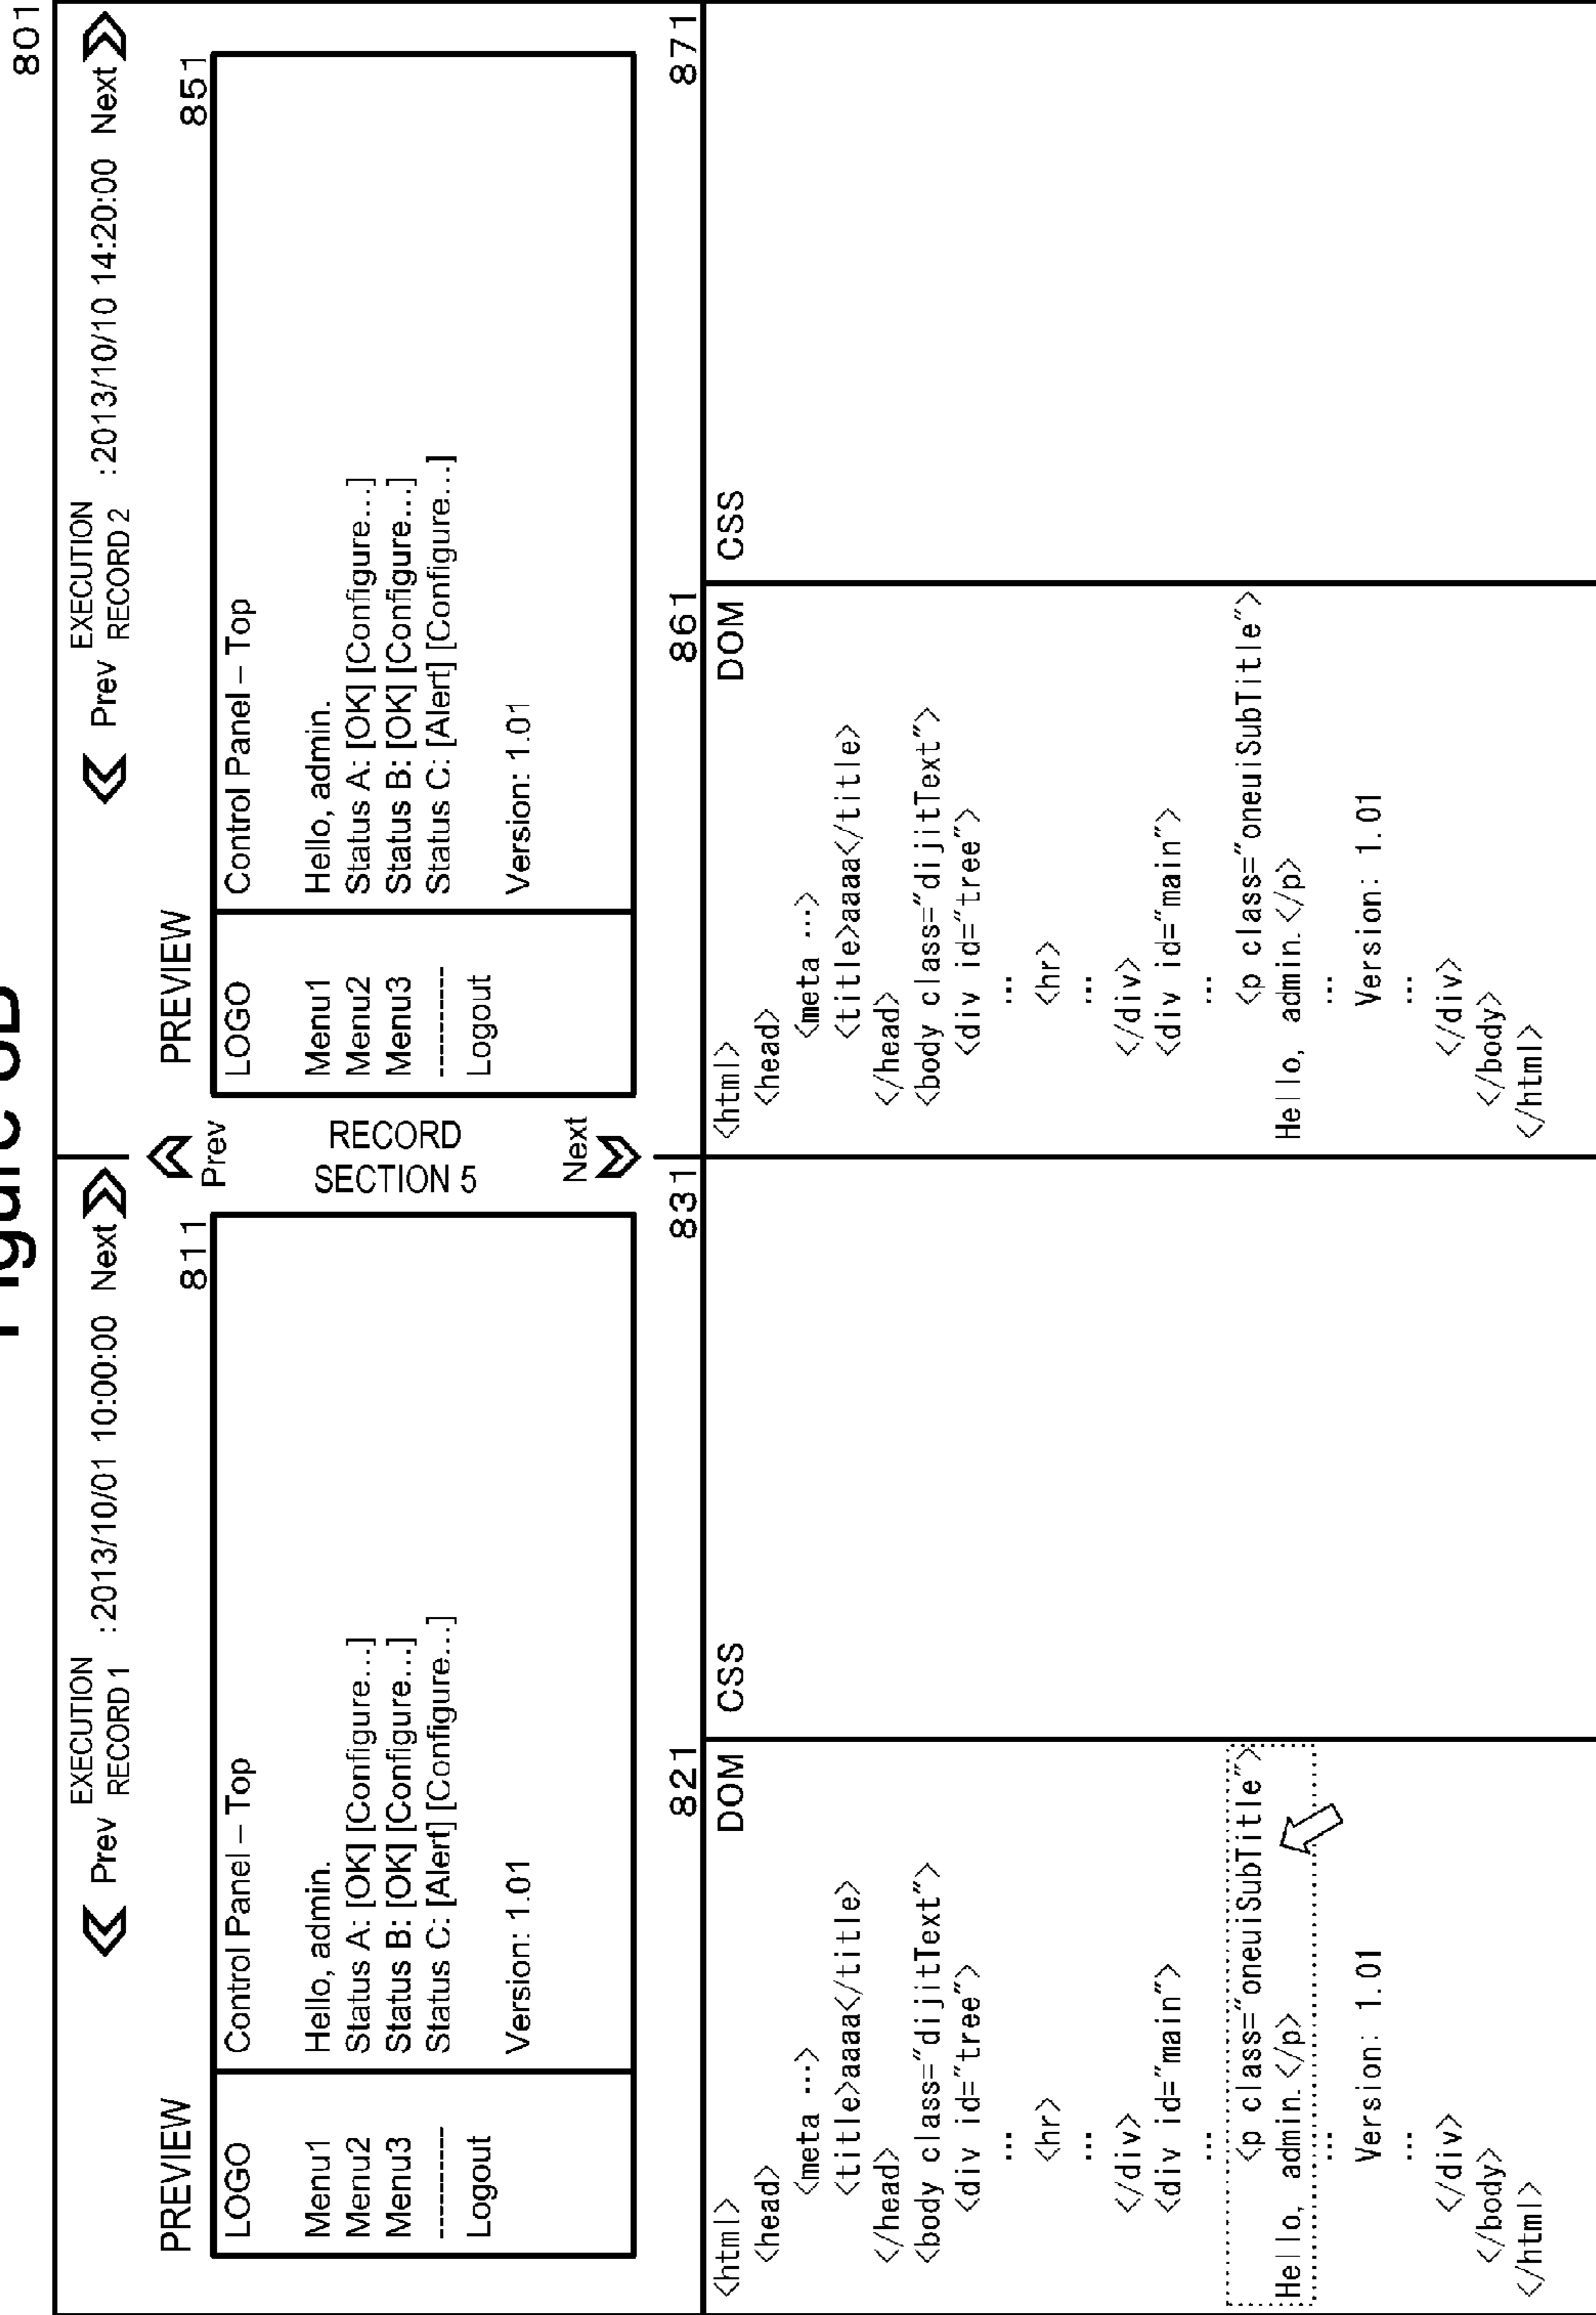 801
EXECUTION
Prev RECORD 1 :2013/10/01 10:00:00 Next
PREVIEW
811
LOGO
Menu1
Menu2
Menu3
-----------
Logout
Control Panel – Top
Hello, admin.
Status A: [OK] [Configure...]
Status B: [OK] [Configure...]
Status C: [Alert] [Configure...]
Version: 1.01
Prev
RECORD
SECTION 5
Next
EXECUTION
Prev RECORD 2 :2013/10/10 14:20:00 Next
PREVIEW
851
LOGO
Menu1
Menu2
Menu3
-----------
Logout
Control Panel – Top
Hello, admin.
Status A: [OK] [Configure...]
Status B: [OK] [Configure...]
Status C: [Alert] [Configure...]
Version: 1.01
821
DOM
<html>
<head>
<meta ...>
<title>aaaa</title>
</head>
<body class="dijitText">
<div id="tree">
...
<hr>
...
</div>
<div id="main">
...
<p class="oneuiSubTitle">
Hello, admin.</p>
...
Version: 1.01
...
</div>
</body>
</html>
831
CSS
861
DOM
<html>
<head>
<meta ...>
<title>aaaa</title>
</head>
<body class="dijitText">
<div id="tree">
...
<hr>
...
</div>
<div id="main">
...
<p class="oneuiSubTitle">
Hello, admin.</p>
...
Version: 1.01
...
</div>
</body>
</html>
871
CSS